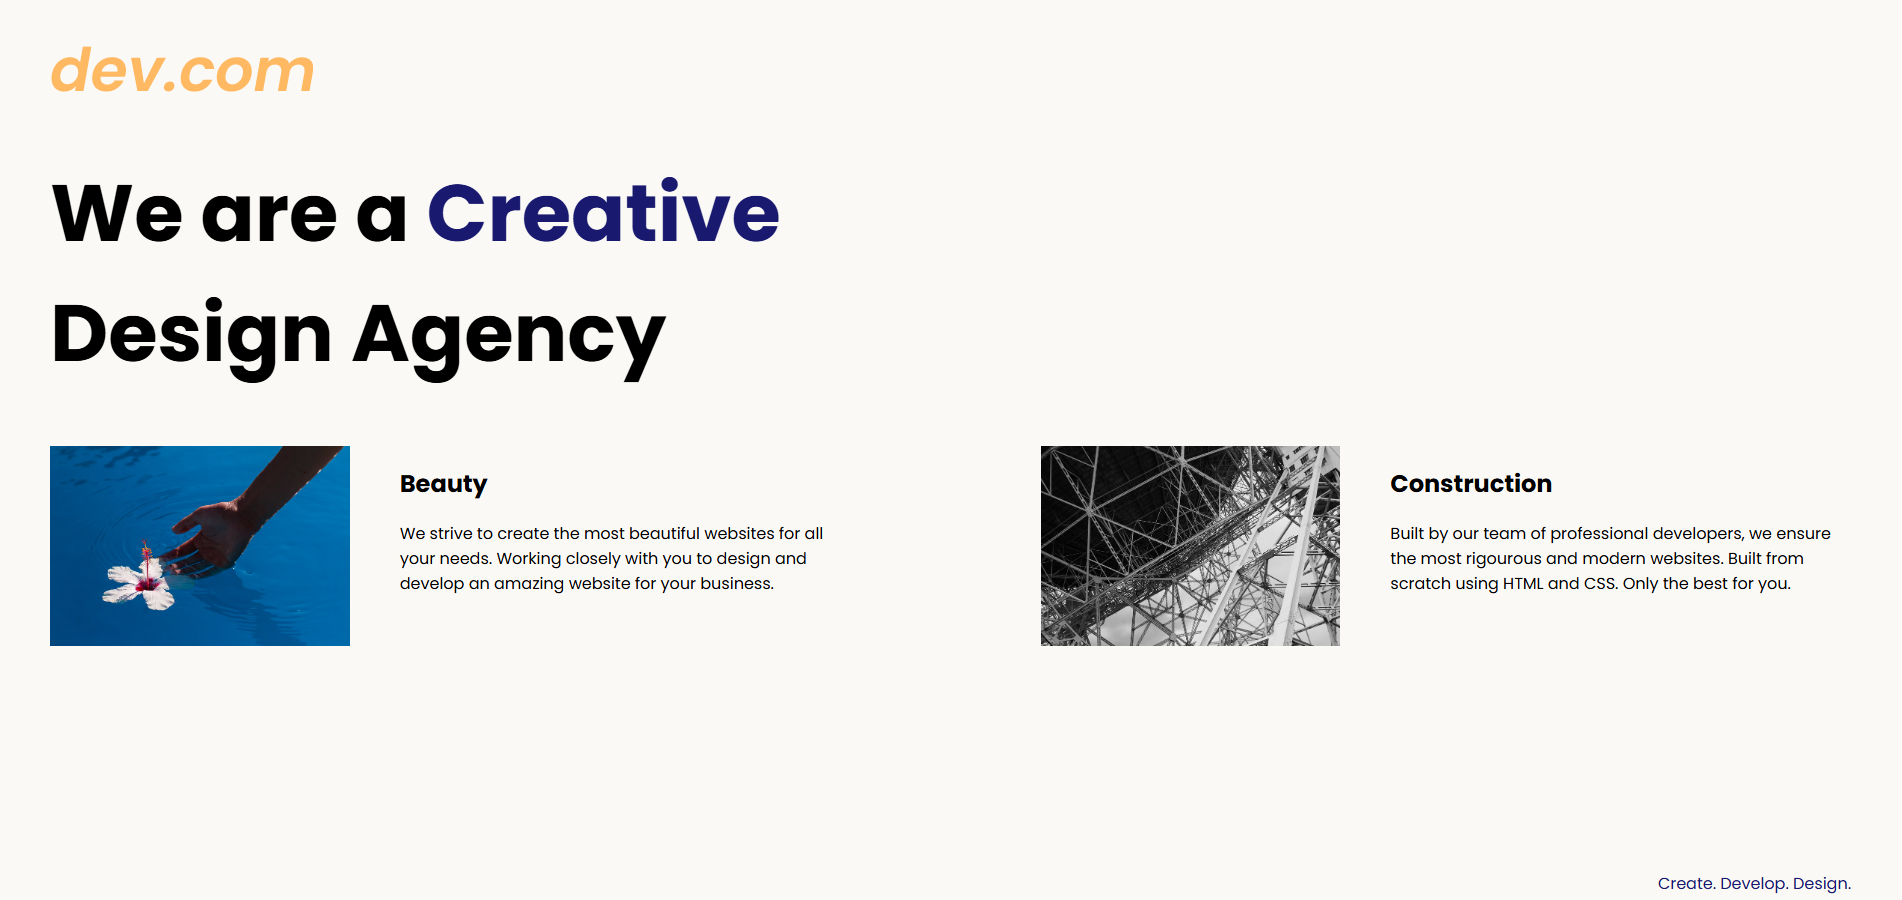 dev.com
We are a Creative
Design Agency
Beauty
We strive to create the most beautiful websites for all
your needs. Working closely with you to design and
develop an amazing website for your business.
Construction
Built by our team of professional developers, we ensure
the most rigourous and modern websites. Built from
scratch using HTML and CSS. Only the best for you.
Create. Develop. Design.